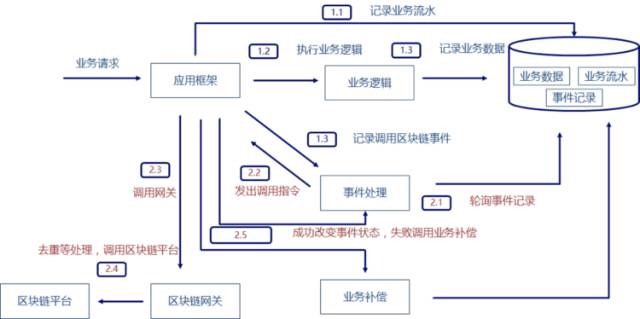 1.1 记录业务流水
1.2 执行业务逻辑 1.3 记录业务数据
业务请求
应用框架
业务逻辑
业务数据 业务流水
事件记录
1.3 记录调用区块链事件
2.3
调用网关
2.2
发出调用指令
事件处理
2.1 轮询事件记录
2.5 成功改变事件状态，失败调用业务补偿
去重等处理，调用区块链平台
2.4
区块链平台
区块链网关
业务补偿